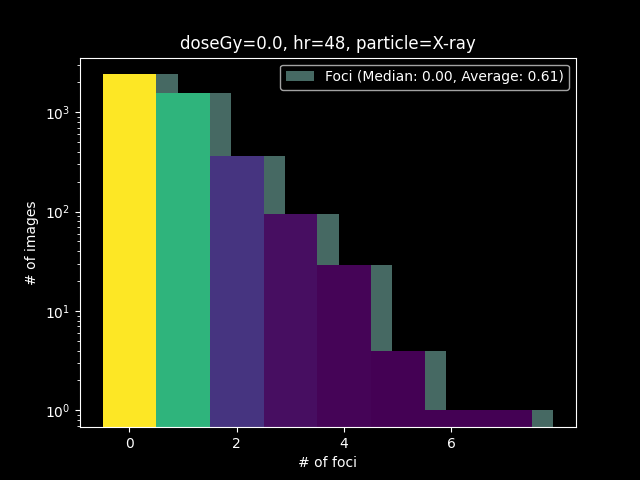 doseGy=0.0, hr=48, particle=X-ray
Foci (Median: 0.00, Average: 0.61)
# of images
10³
10²
10¹
10⁰
0 2 4 6
# of foci